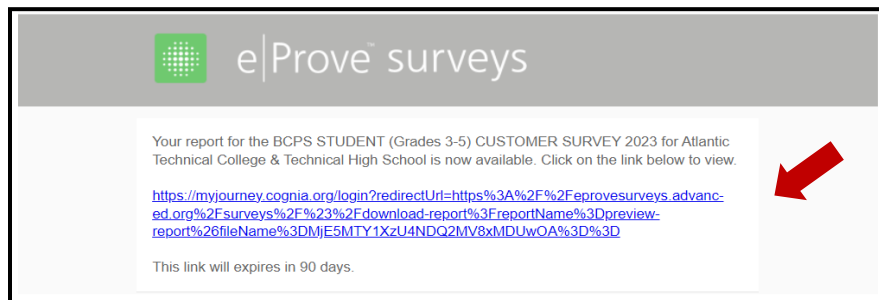 e|Prove™ surveys
Your report for the BCPS STUDENT (Grades 3-5) CUSTOMER SURVEY 2023 for Atlantic
Technical College & Technical High School is now available. Click on the link below to view.
https://myjourney.cognia.org/login?redirectUrl=https%3A%2F%2Feprovesurveys.advanc-
ed.org%2Fsurveys%2F%23%2Fdownload-report%3FreportName%3Dpreview-
report%26fileName%3DMjE5MTY1XzU4NDQ2MV8xMDUwOA%3D%3D
This link will expires in 90 days.